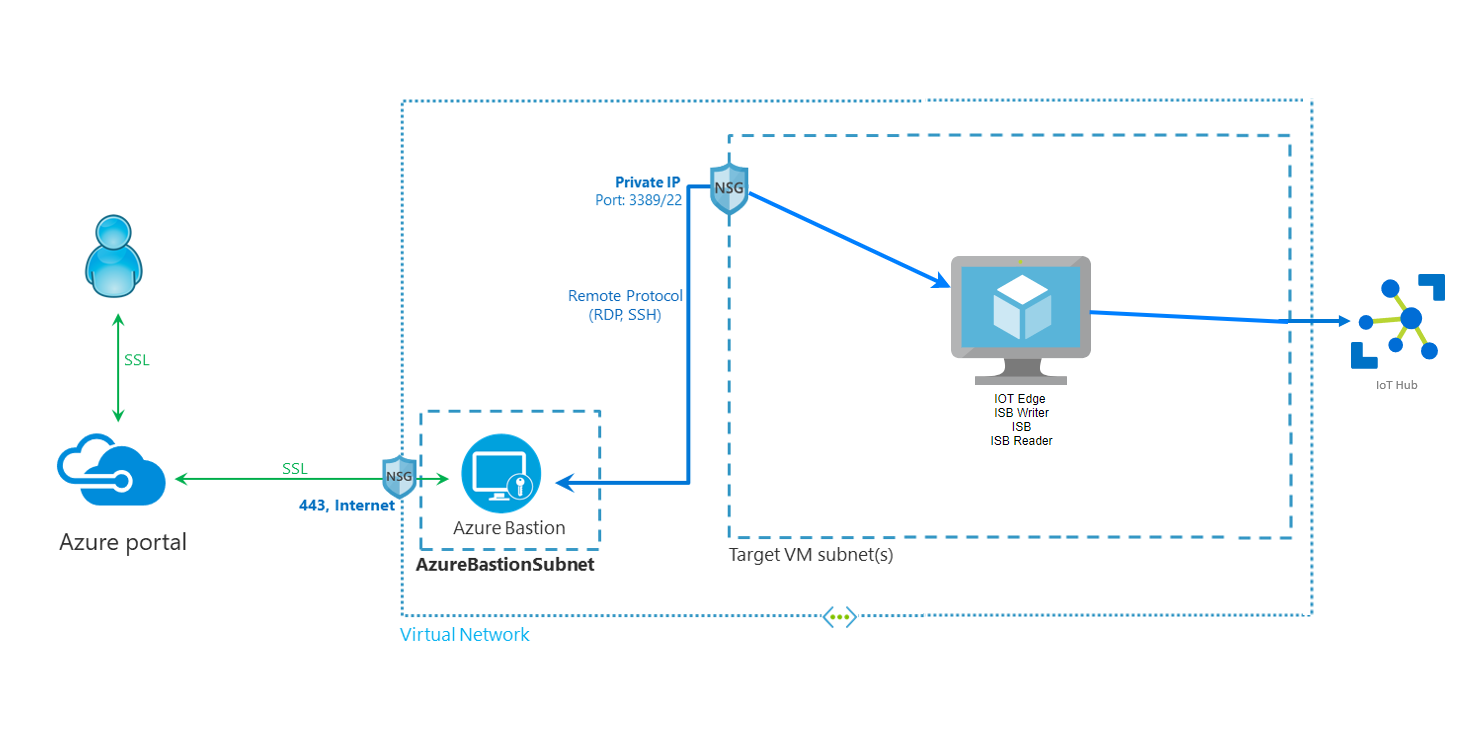 Private IP
Port: 3389/22
NSG
Remote Protocol
(RDP, SSH)
SSL
IoT Hub
IOT Edge
ISB Writer
ISB
ISB Reader
SSL
NSG
443, Internet
Azure Bastion
Azure portal
AzureBastionSubnet
Target VM subnet(s)
Virtual Network